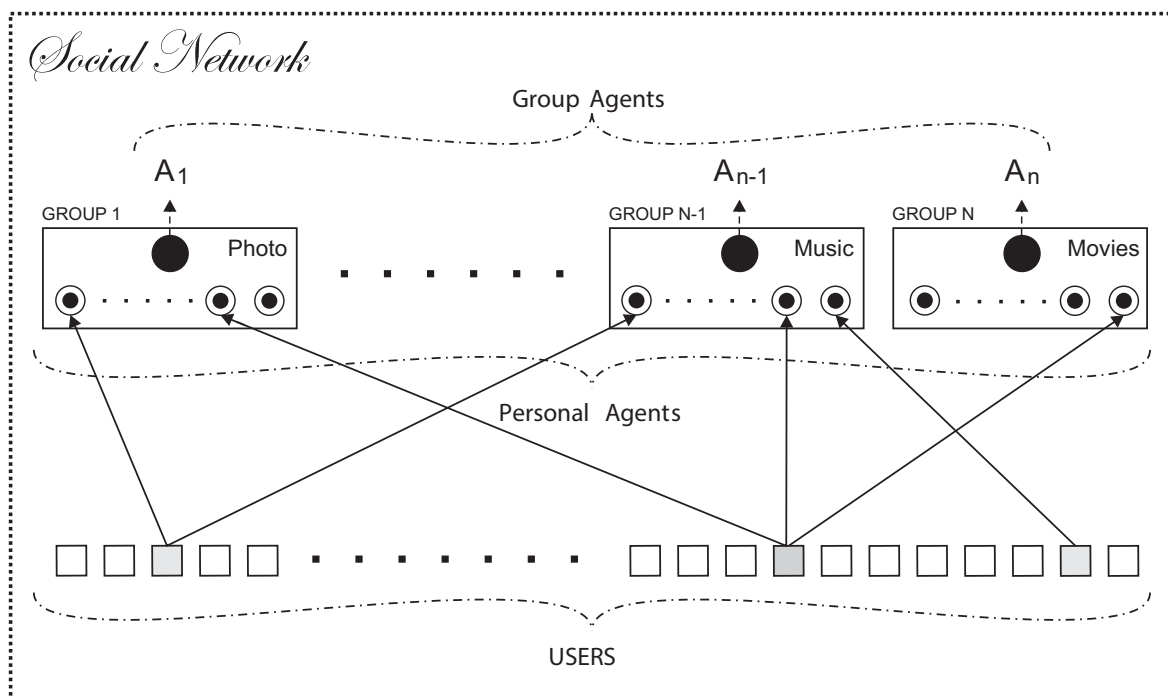 Social Network
Group Agents
A1 An-1 An
GROUP 1 GROUP N-1 GROUP N
Photo Music Movies
Personal Agents
USERS